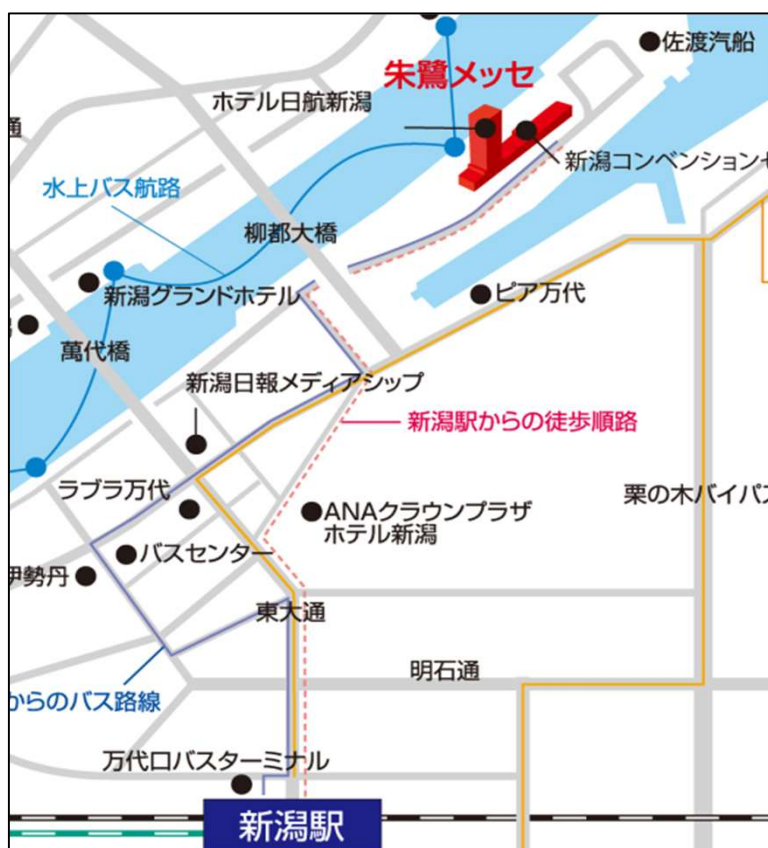 佐渡汽船
朱鷺メッセ
ホテル日航新潟
通
新潟コンベンションセ
水上バス航路
柳都大橋
ピア万代
新潟グランドホテル
萬代橋
新潟日報メディアシップ
新潟駅からの徒歩順路
ラブラ万代
栗の木バイパス
ANAクラウンプラザ
ホテル新潟
バスセンター
伊勢丹
東大通
明石通
からのバス路線
万代口バスターミナル
新潟駅